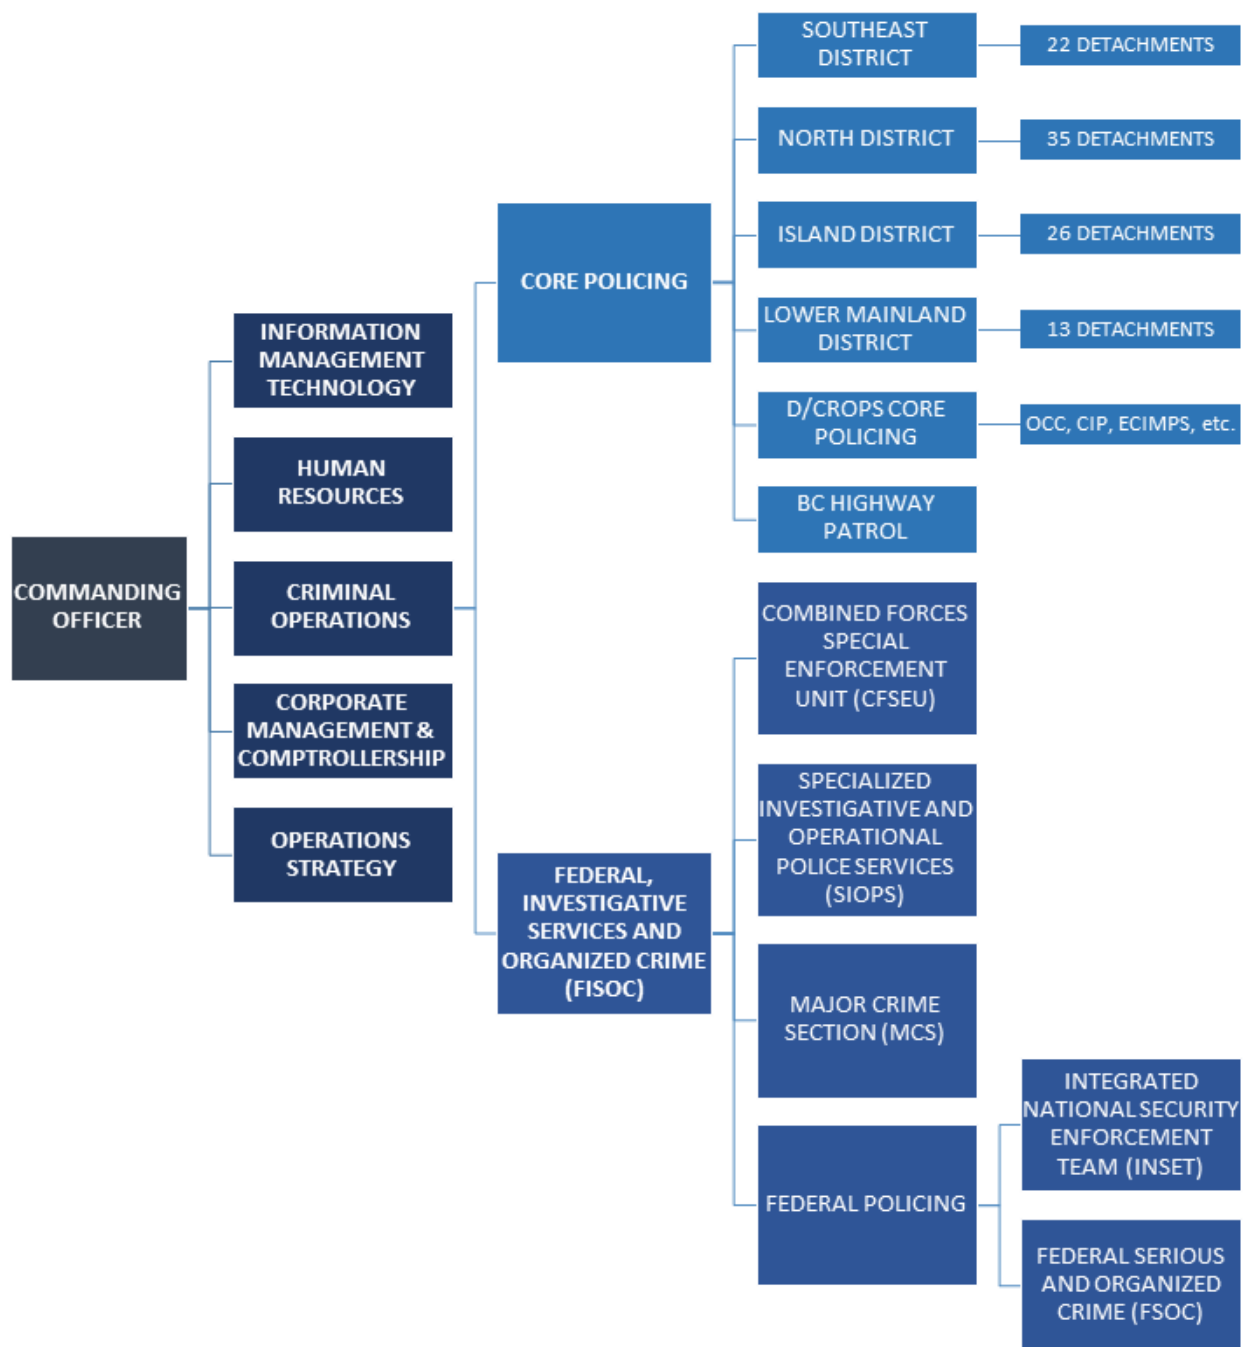 COMMANDING
OFFICER
INFORMATION
MANAGEMENT
TECHNOLOGY
HUMAN
RESOURCES
CRIMINAL
OPERATIONS
CORPORATE
MANAGEMENT &
COMPTROLLERSHIP
OPERATIONS
STRATEGY
CORE POLICING
SOUTHEAST
DISTRICT
22 DETACHMENTS
NORTH DISTRICT
35 DETACHMENTS
ISLAND DISTRICT
26 DETACHMENTS
LOWER MAINLAND
DISTRICT
13 DETACHMENTS
D/CROPS CORE
POLICING
OCC, CIP, ECIMPS, etc.
BC HIGHWAY
PATROL
FEDERAL,
INVESTIGATIVE
SERVICES AND
ORGANIZED CRIME
(FISOC)
COMBINED FORCES
SPECIAL
ENFORCEMENT
UNIT (CFSEU)
SPECIALIZED
INVESTIGATIVE AND
OPERATIONAL
POLICE SERVICES
(SIOPS)
MAJOR CRIME
SECTION (MCS)
FEDERAL POLICING
INTEGRATED
NATIONAL SECURITY
ENFORCEMENT
TEAM (INSET)
FEDERAL SERIOUS
AND ORGANIZED
CRIME (FSOC)